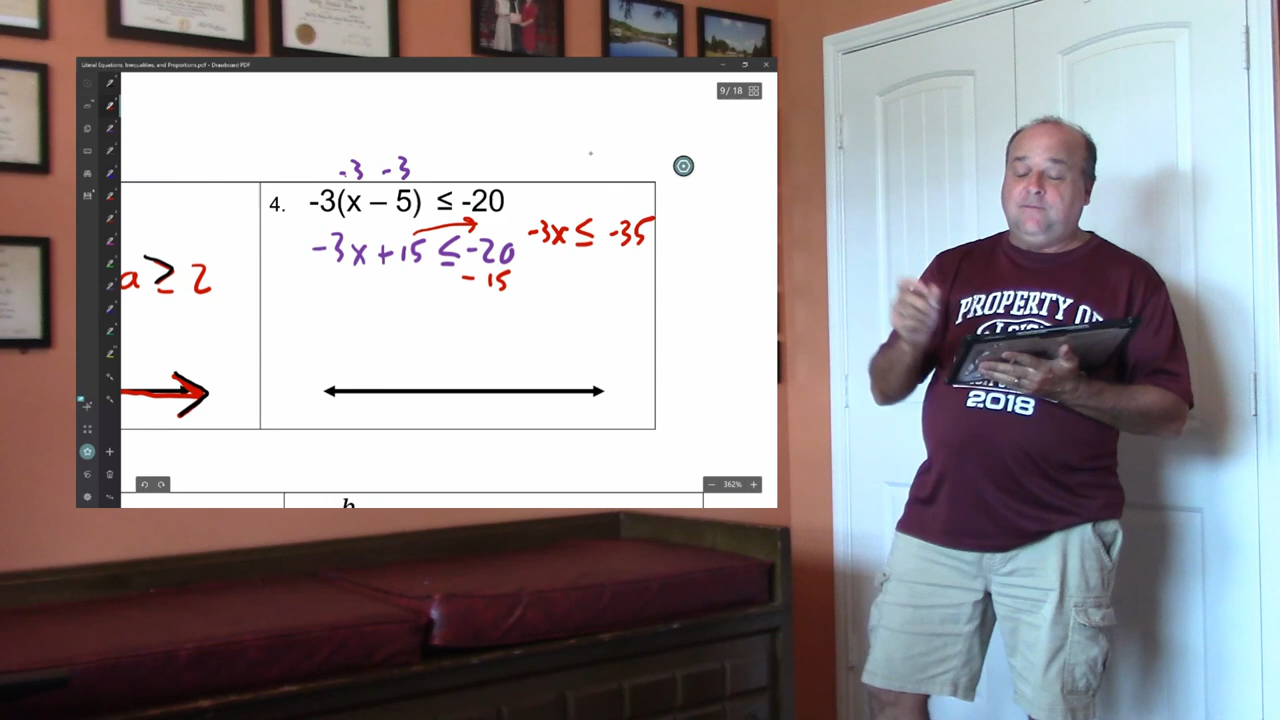 Literal Equations, Inequalities, and Proportions.pdf - Drawboard PDF
9 / 18
-3 -3
4. -3(x – 5) ≤ -20
-3x + 15 ≤ -20
-3x ≤ -35
- 15
a ≥ 2
362%
h
PROPERTY OF
2018